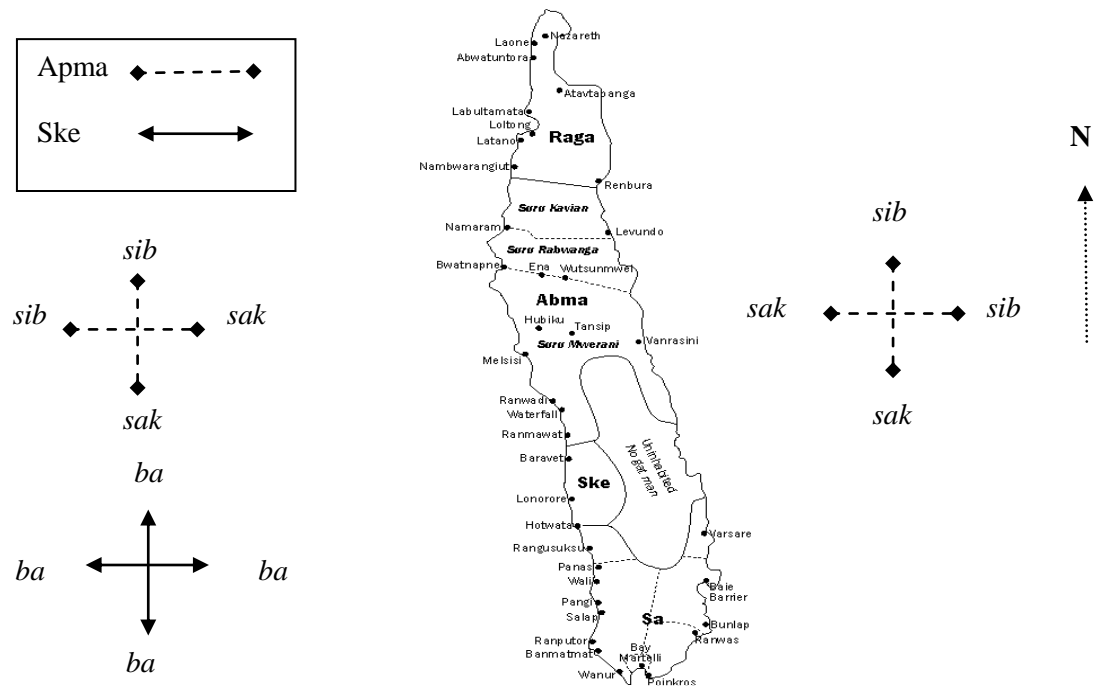 Apma
Ske
N
sib
sib
sak
sak
ba
ba
ba
ba
Nazareth
Laone
Abwatuntora
Atavtabanga
Labultamata
Loltong
Latano
Raga
Nambwarangiut
Renbura
Suru Kavian
Namaram
Levundo
Suru Rabwanga
Bwatnapne
Ena
Wutsunmwel
Abma
Hubiku
Tansip
Suru Mwerani
Vanrasini
Melsisi
Ranwadi
Waterfall
Ranmawat
Baravet
Uninhabited
No gat man
Ske
Lonorore
Hotwata
Varsare
Rangusuksu
Panas
Wali
Baie
Barrier
Pangi
Salap
Sa
Bunlap
Ranwas
Ranputor
Bay
Banmatmat
Martelli
Wanur
Poinkros
sib
sak
sib
sak